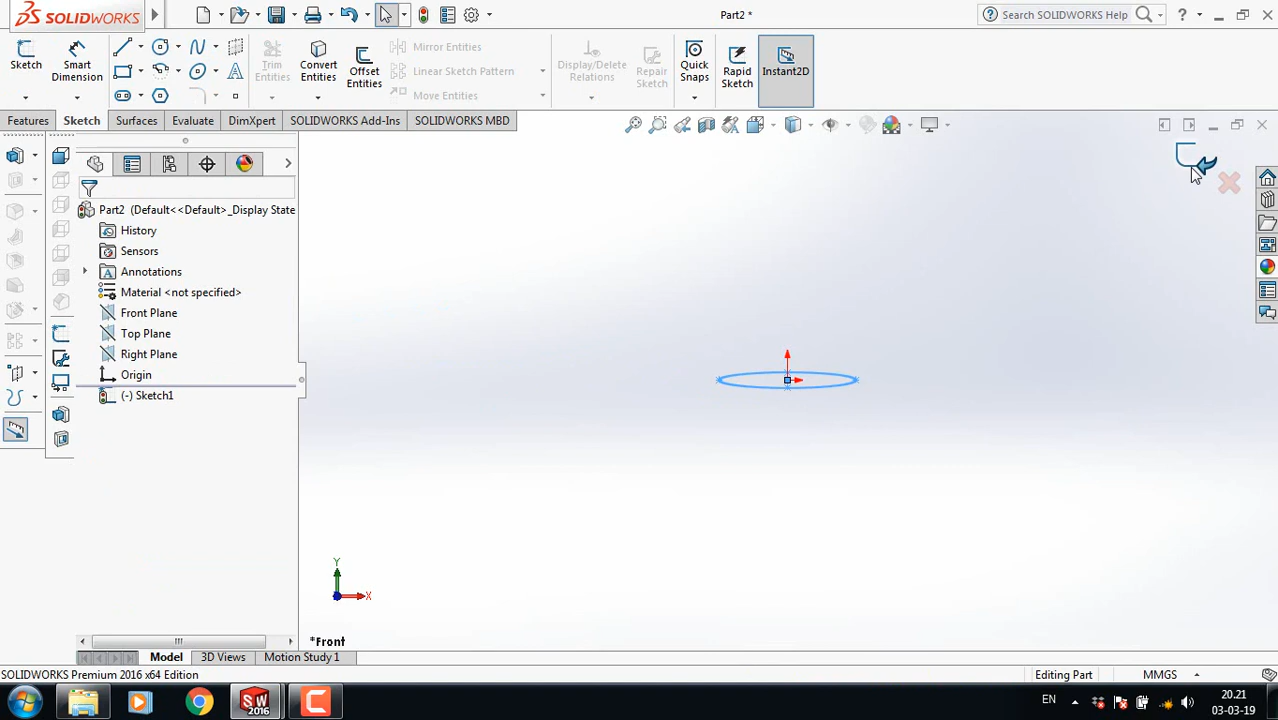 SOLIDWORKS
Part2 *
Search SOLIDWORKS Help
Sketch
Smart Dimension
Trim Entities
Convert Entities
Offset Entities
Mirror Entities
Linear Sketch Pattern
Move Entities
Display/Delete Relations
Repair Sketch
Quick Snaps
Rapid Sketch
Instant2D
Features
Sketch
Surfaces
Evaluate
DimXpert
SOLIDWORKS Add-Ins
SOLIDWORKS MBD
Part2 (Default<<Default>_Display State
History
Sensors
Annotations
Material <not specified>
Front Plane
Top Plane
Right Plane
Origin
(-) Sketch1
Y
X
*Front
Model
3D Views
Motion Study 1
SOLIDWORKS Premium 2016 x64 Edition
Editing Part
MMGS
SW
2016
EN
20.21
03-03-19